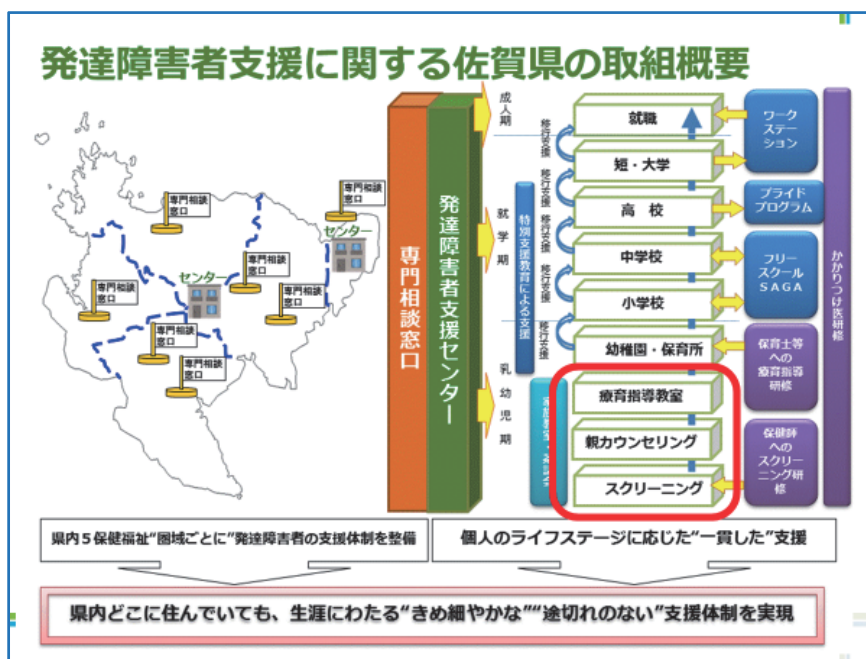 発達障害者支援に関する佐賀県の取組概要
専門相談
窓口
専門相談
窓口
センター
専門相談
窓口
センター
専門相談
窓口
専門相談
窓口
専門相談
窓口
専門相談
窓口
専門相談窓口
発達障害者支援センター
成人期
就学期
乳幼児期
特別支援教育による支援
移行支援
移行支援
移行支援
移行支援
移行支援
就職
短・大学
高 校
中学校
小学校
幼稚園・保育所
療育指導教室
親カウンセリング
スクリーニング
ワーク
ステー
ション
プライド
プログラム
フリー
スクール
SAGA
保育士等
への
療育指導
研修
保健師
への
スクリー
ニング研
修
かかりつけ医研修
県内5保健福祉“圏域ごとに”発達障害者の支援体制を整備
個人のライフステージに応じた“一貫した”支援
県内どこに住んでいても、生涯にわたる“きめ細やかな”“途切れのない”支援体制を実現